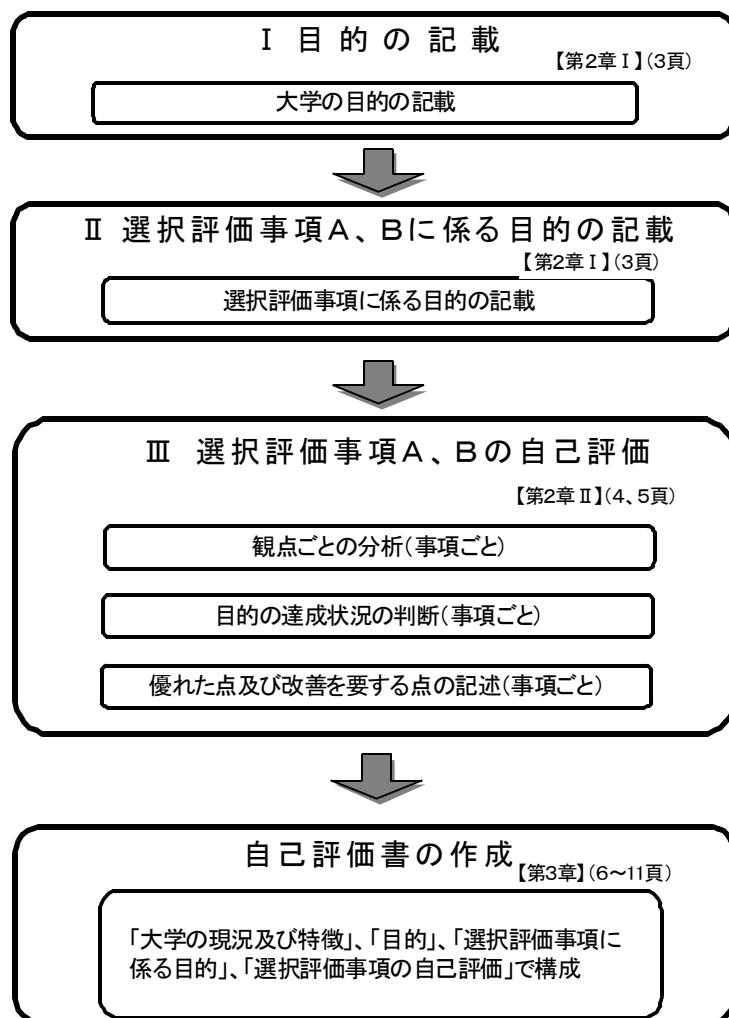 Ⅰ 目的の記載
【第2章Ⅰ】(3頁)
大学の目的の記載
Ⅱ 選択評価事項A、Bに係る目的の記載
【第2章Ⅰ】(3頁)
選択評価事項に係る目的の記載
Ⅲ 選択評価事項A、Bの自己評価
【第2章Ⅱ】(4、5頁)
観点ごとの分析(事項ごと)
目的の達成状況の判断(事項ごと)
優れた点及び改善を要する点の記述(事項ごと)
自己評価書の作成
【第3章】(6~11頁)
「大学の現況及び特徴」、「目的」、「選択評価事項に
係る目的」、「選択評価事項の自己評価」で構成